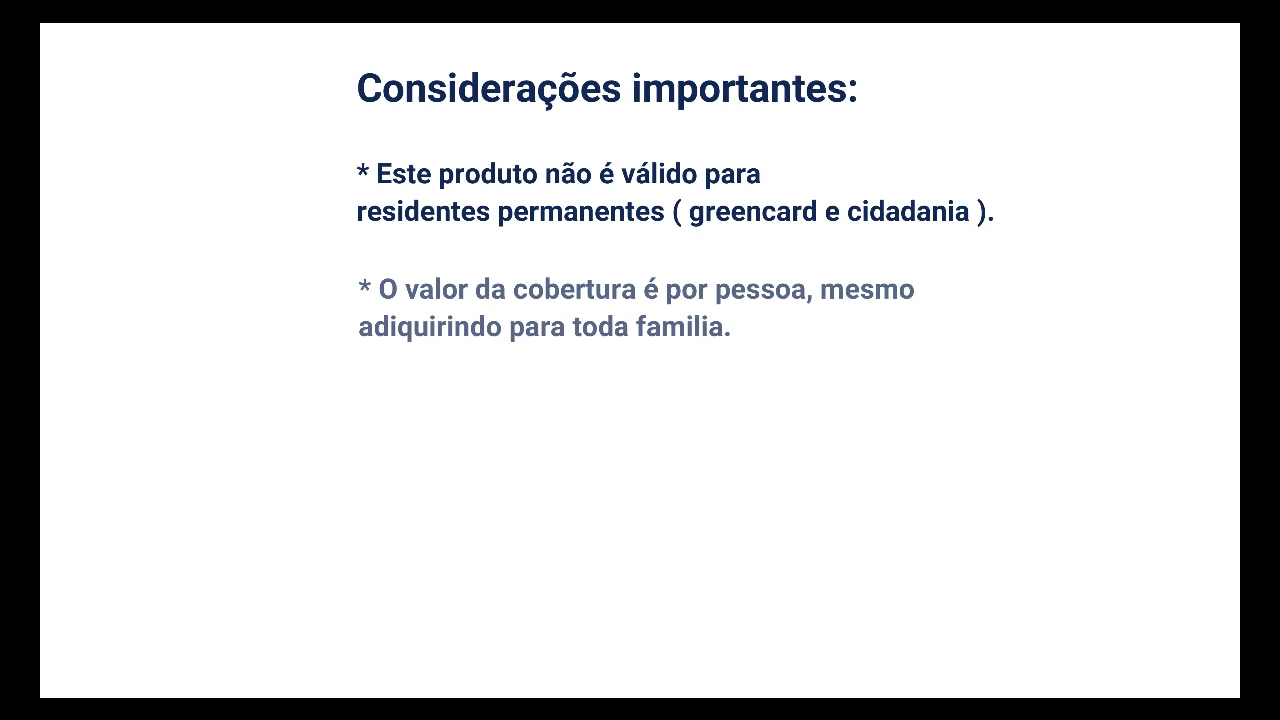 Considerações importantes:
* Este produto não é válido para
residentes permanentes ( greencard e cidadania ).
* O valor da cobertura é por pessoa, mesmo
adiquirindo para toda familia.